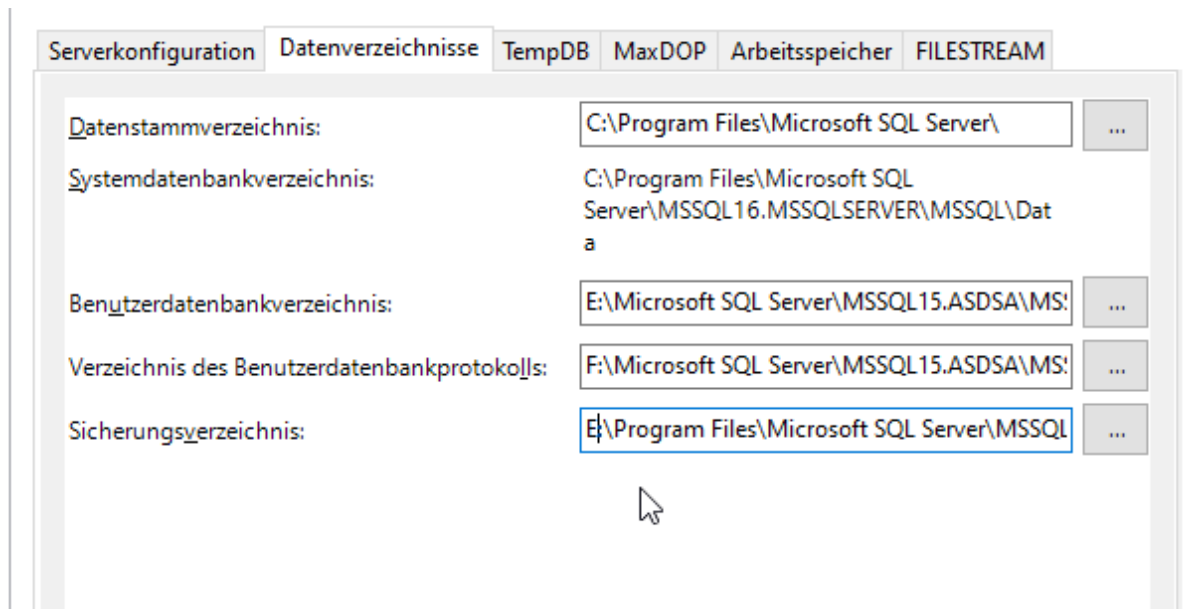 Serverkonfiguration Datenverzeichnisse TempDB MaxDOP Arbeitsspeicher FILESTREAM
Datenstammverzeichnis: C:\Program Files\Microsoft SQL Server\ ...
Systemdatenbankverzeichnis: C:\Program Files\Microsoft SQL
Server\MSSQL16.MSSQLSERVER\MSSQL\Dat
a
Benutzerdatenbankverzeichnis: E:\Microsoft SQL Server\MSSQL15.ASDSA\MS ...
Verzeichnis des Benutzerdatenbankprotokolls: F:\Microsoft SQL Server\MSSQL15.ASDSA\MS ...
Sicherungsverzeichnis: E:\Program Files\Microsoft SQL Server\MSSQL ...